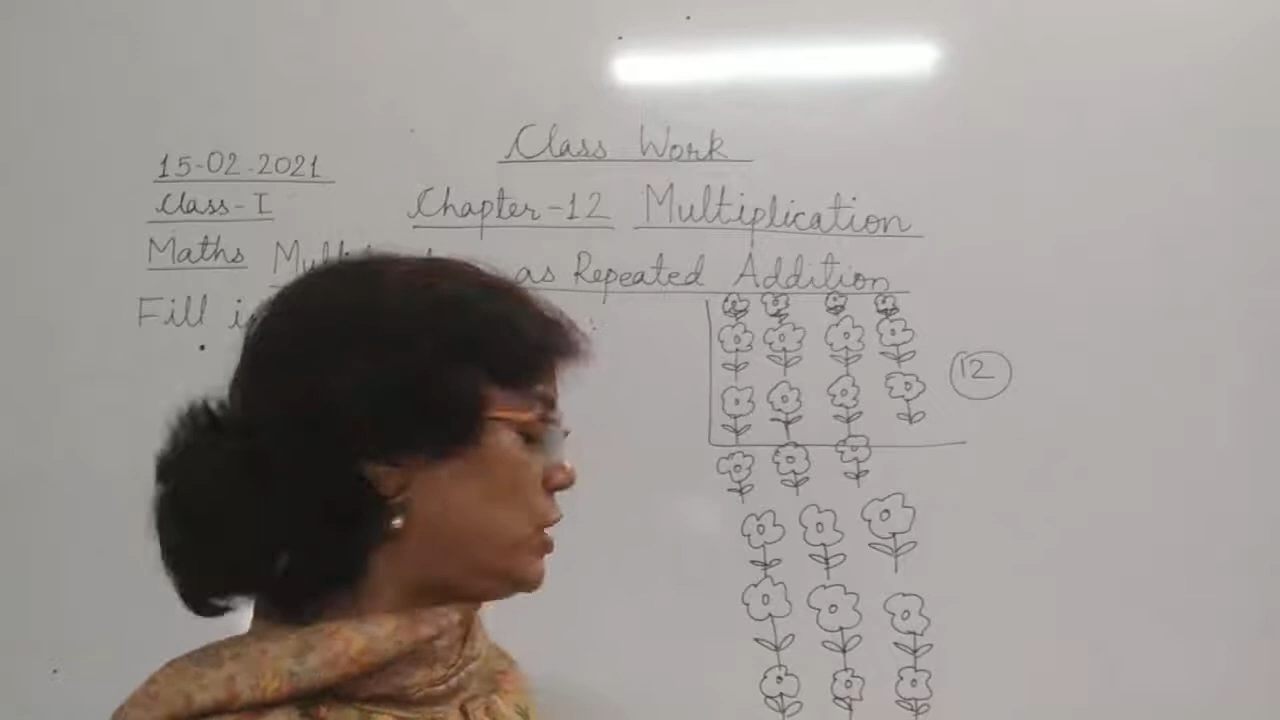 Class Work
15-02-2021
Class-I
Chapter-12 Multiplication
Maths
as Repeated Addition
Fill
12